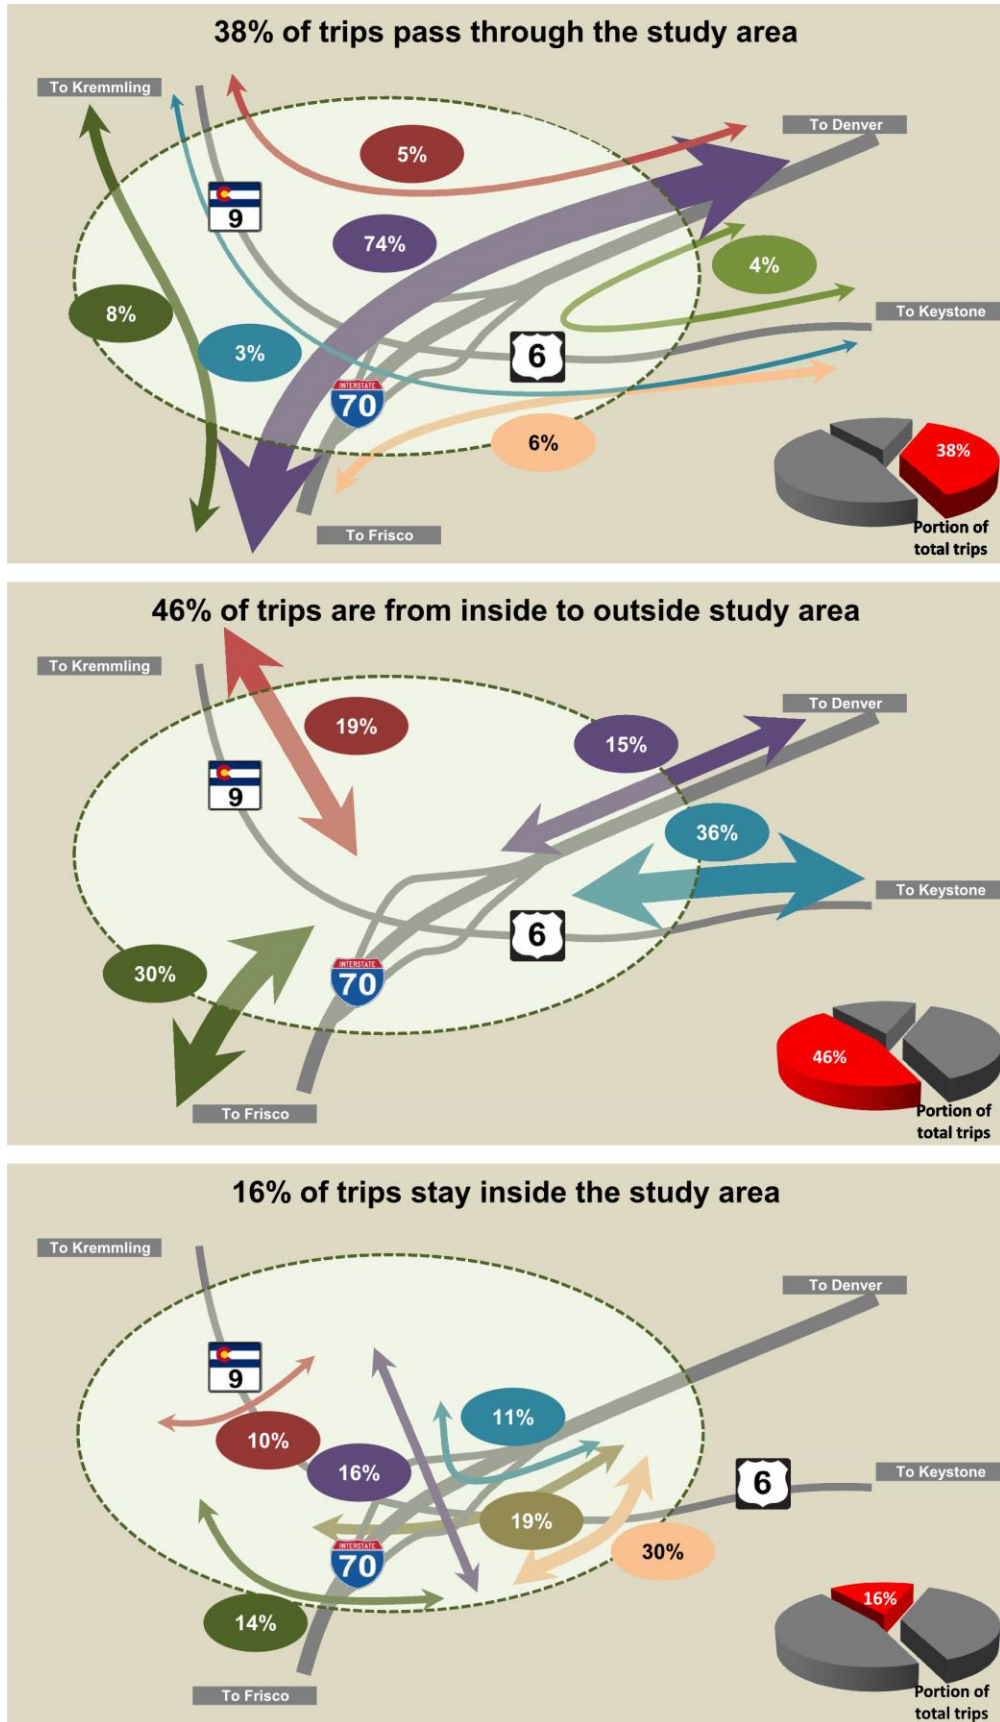 38% of trips pass through the study area
To Kremmling
To Denver
5%
9
74%
4%
8%
To Keystone
3%
6
INTERSTATE
70
6%
38%
To Frisco
Portion of
total trips
46% of trips are from inside to outside study area
To Kremmling
To Denver
19%
15%
9
36%
To Keystone
6
30%
INTERSTATE
70
46%
To Frisco
Portion of
total trips
16% of trips stay inside the study area
To Kremmling
To Denver
9
11%
10%
16%
To Keystone
6
19%
30%
INTERSTATE
70
16%
14%
To Frisco
Portion of
total trips